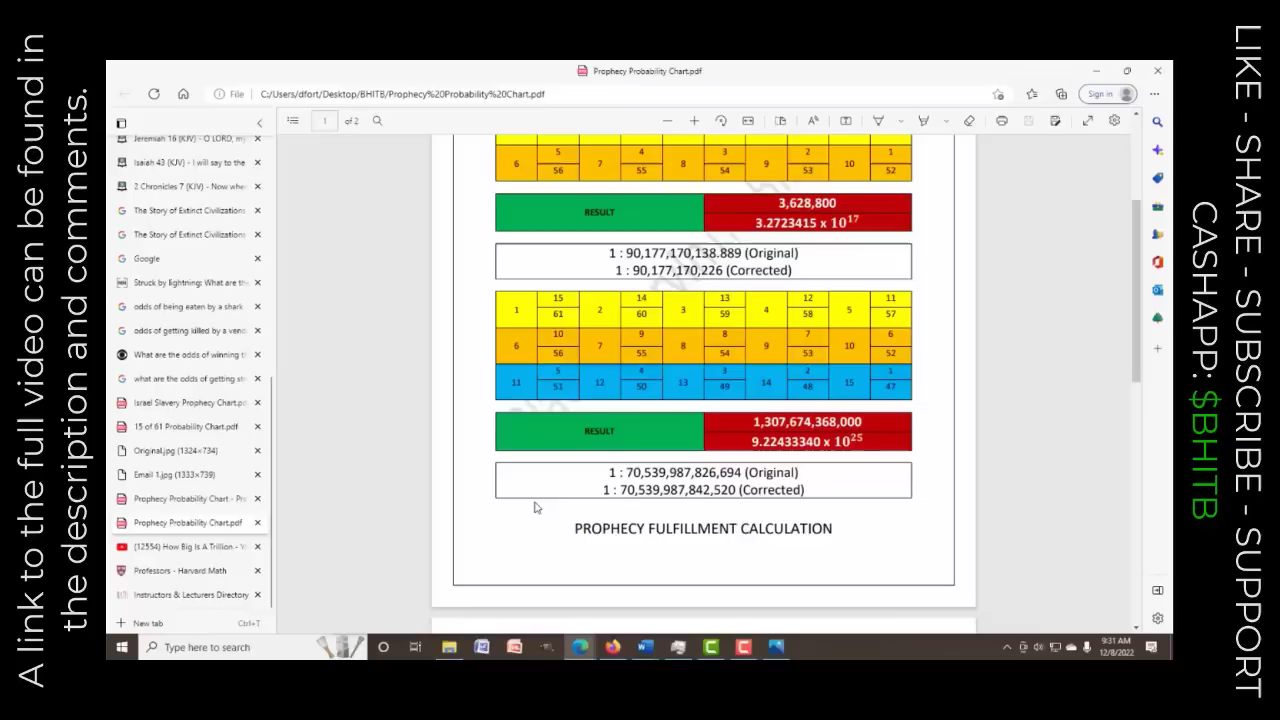 A link to the full video can be found in
the description and comments.
Prophecy Probability Chart.pdf
File
C:/Users/dfort/Desktop/BHITB/Prophecy%20Probability%20Chart.pdf
Sign in
1 of 2
Jeremiah 16 (KJV) - O LORD, my
Isaiah 43 (KJV) - I will say to the
2 Chronicles 7 (KJV) - Now whe
The Story of Extinct Civilizations
The Story of Extinct Civilizations
Google
Struck by lightning: What are the
odds of being eaten by a shark
odds of getting killed by a vend
What are the odds of winning t
what are the odds of getting st
Israel Slavery Prophecy Chart.pd
15 of 61 Probability Chart.pdf
Original.jpg (1324×734)
Email 1.jpg (1333×739)
Prophecy Probability Chart - Pr
Prophecy Probability Chart.pdf
(12554) How Big Is A Trillion - Y
Professors - Harvard Math
Instructors & Lecturers Directory
New tab Ctrl+T
5 4 3 2 1
6 7 8 9 10
56 55 54 53 52
RESULT
3,628,800
3.2723415 x 10¹⁷
1 : 90,177,170,138.889 (Original)
1 : 90,177,170,226 (Corrected)
15 14 13 12 11
1 2 3 4 5
61 60 59 58 57
10 9 8 7 6
6 7 8 9 10
56 55 54 53 52
5 4 3 2 1
11 12 13 14 15
51 50 49 48 47
RESULT
1,307,674,368,000
9.22433340 x 10²⁵
1 : 70,539,987,826,694 (Original)
1 : 70,539,987,842,520 (Corrected)
PROPHECY FULFILLMENT CALCULATION
Type here to search
9:31 AM
12/8/2022
LIKE - SHARE - SUBSCRIBE - SUPPORT
CASHAPP: $BHITB